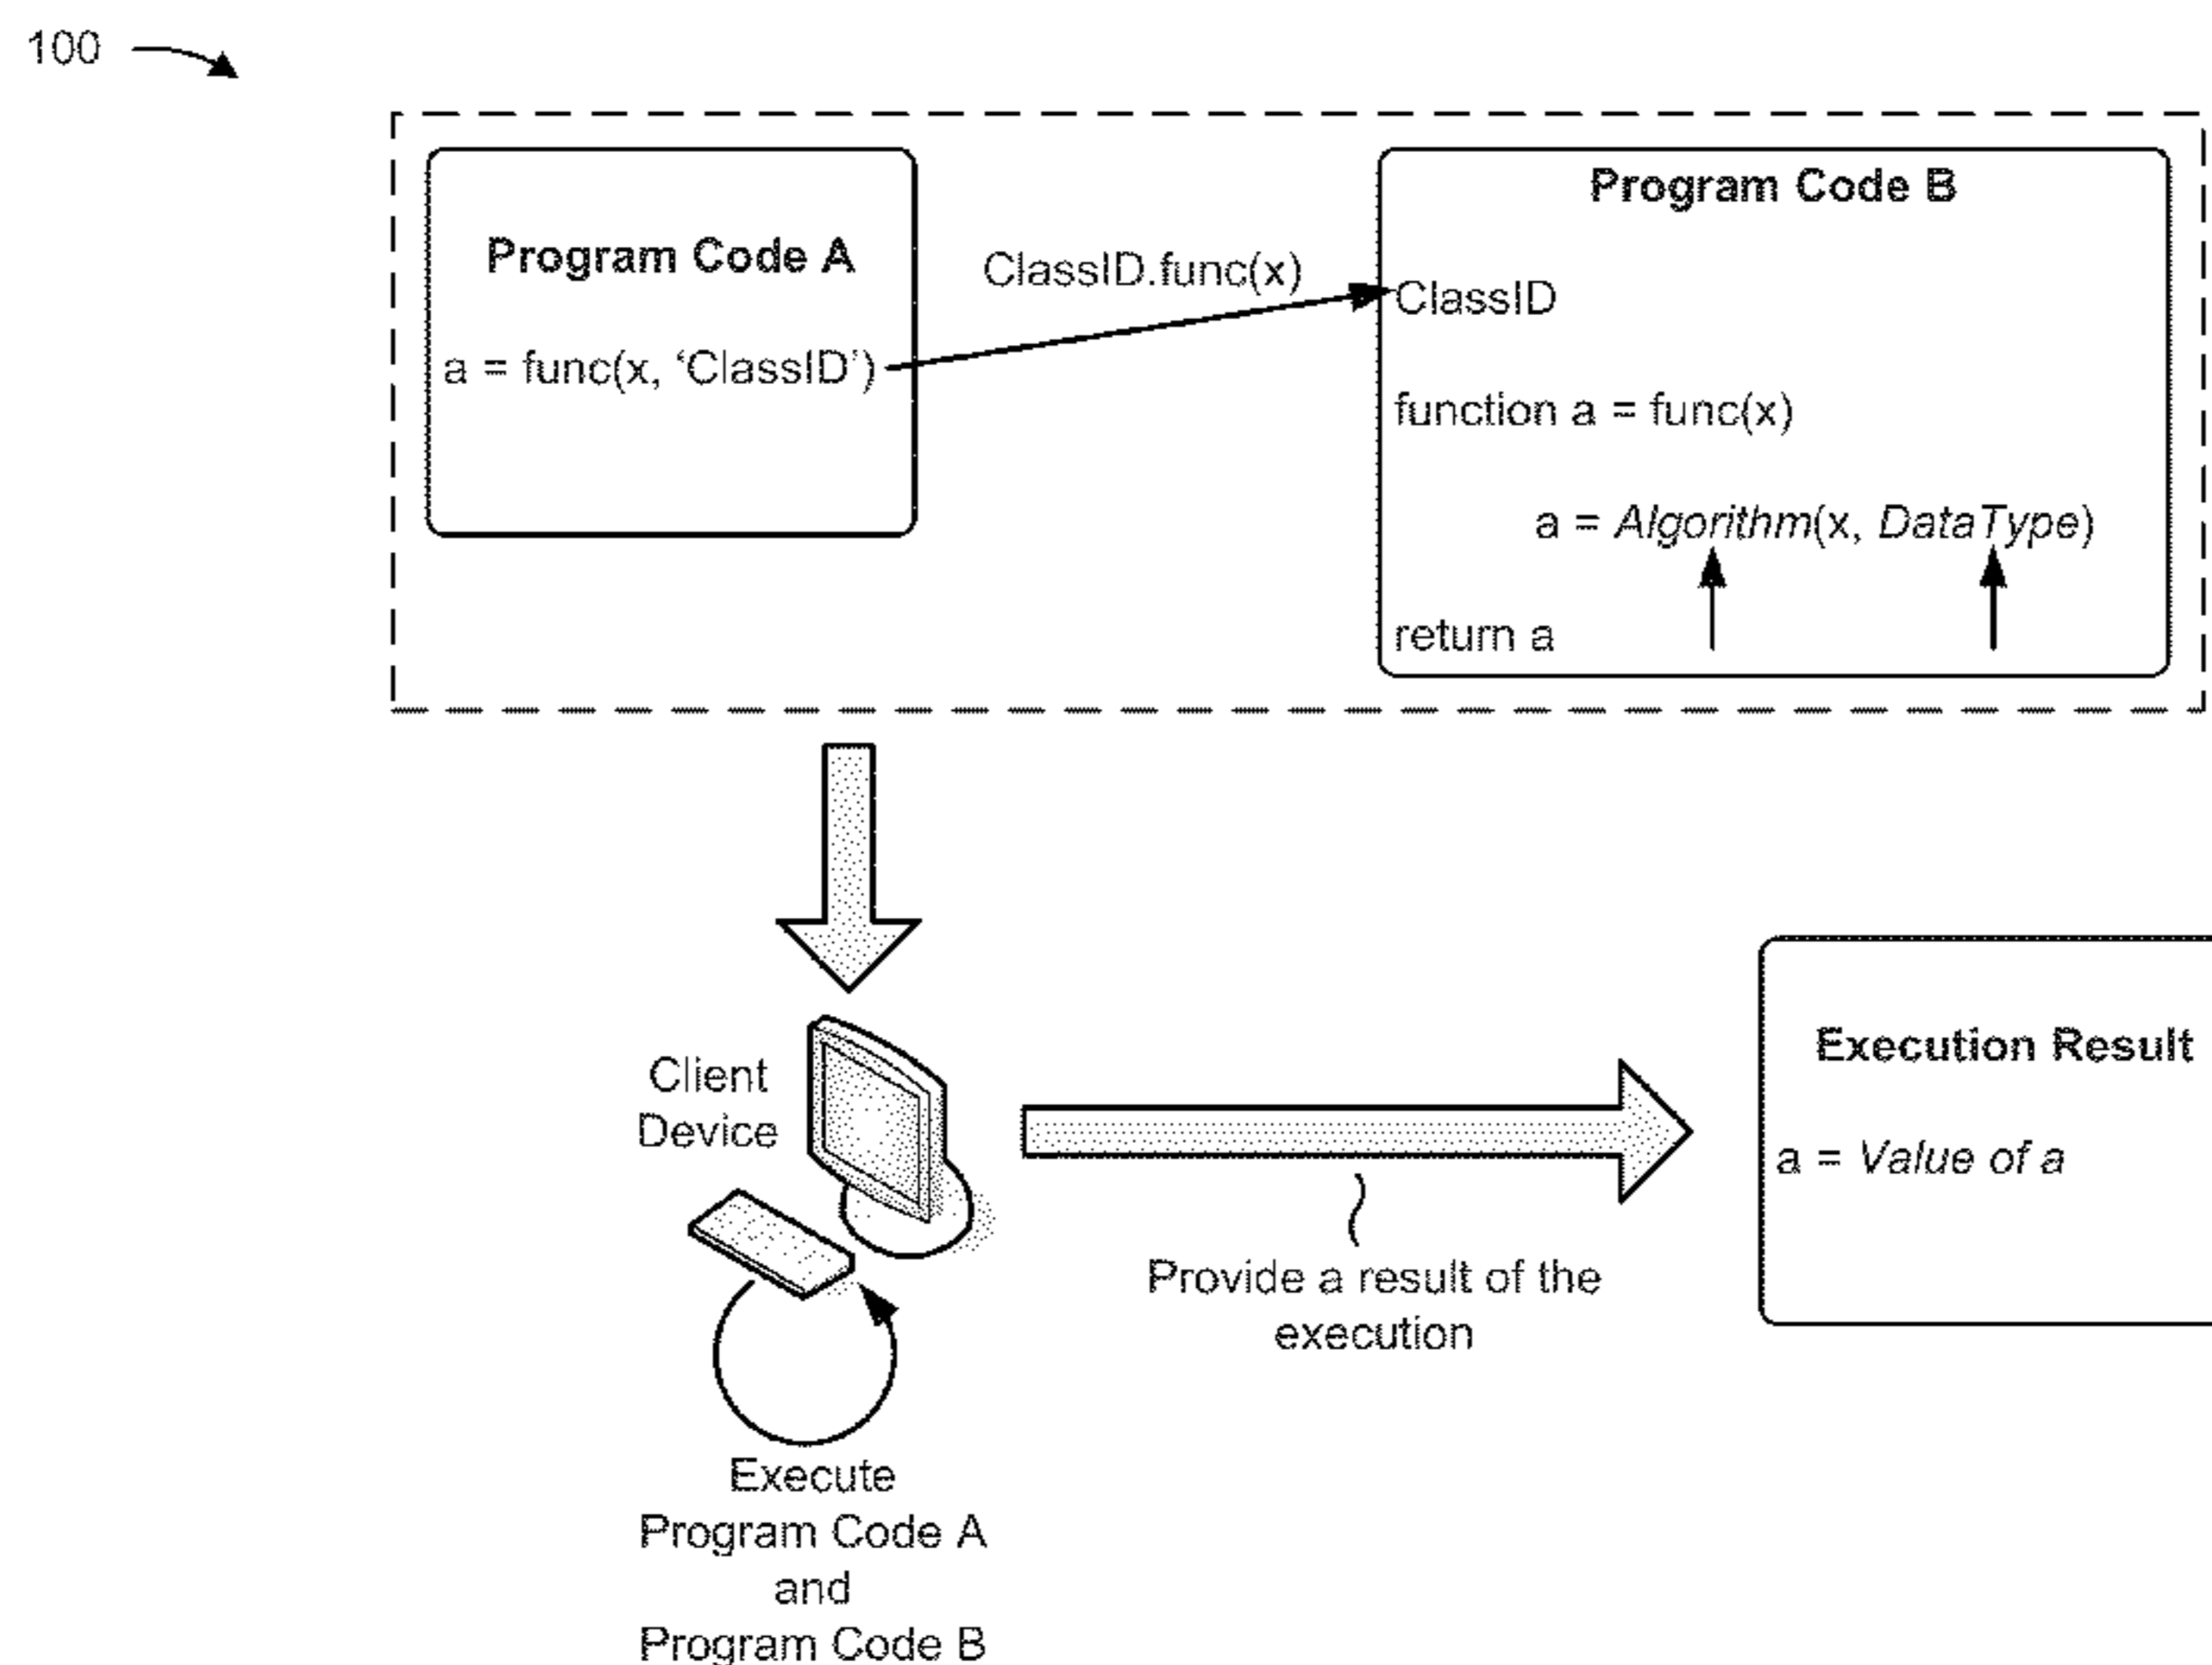 100
Program Code A
a = func(x, ‘ClassID’)
ClassID.func(x)
Program Code B
ClassID
function a = func(x)
a = Algorithm(x, DataType)
return a
Client
Device
Execute
Program Code A
and
Program Code B
Provide a result of the
execution
Execution Result
a = Value of a